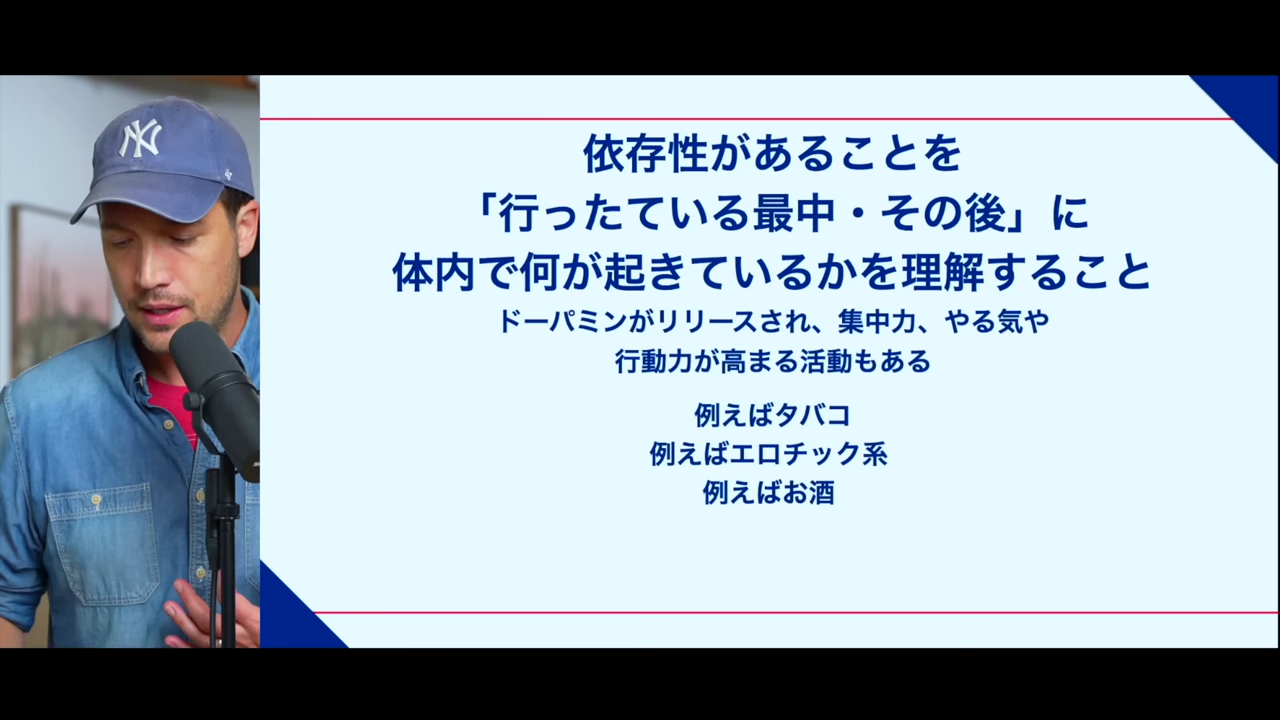 依存性があることを
「行ったている最中・その後」に
体内で何が起きているかを理解すること
ドーパミンがリリースされ、集中力、やる気や
行動力が高まる活動もある
例えばタバコ
例えばエロチック系
例えばお酒
NY